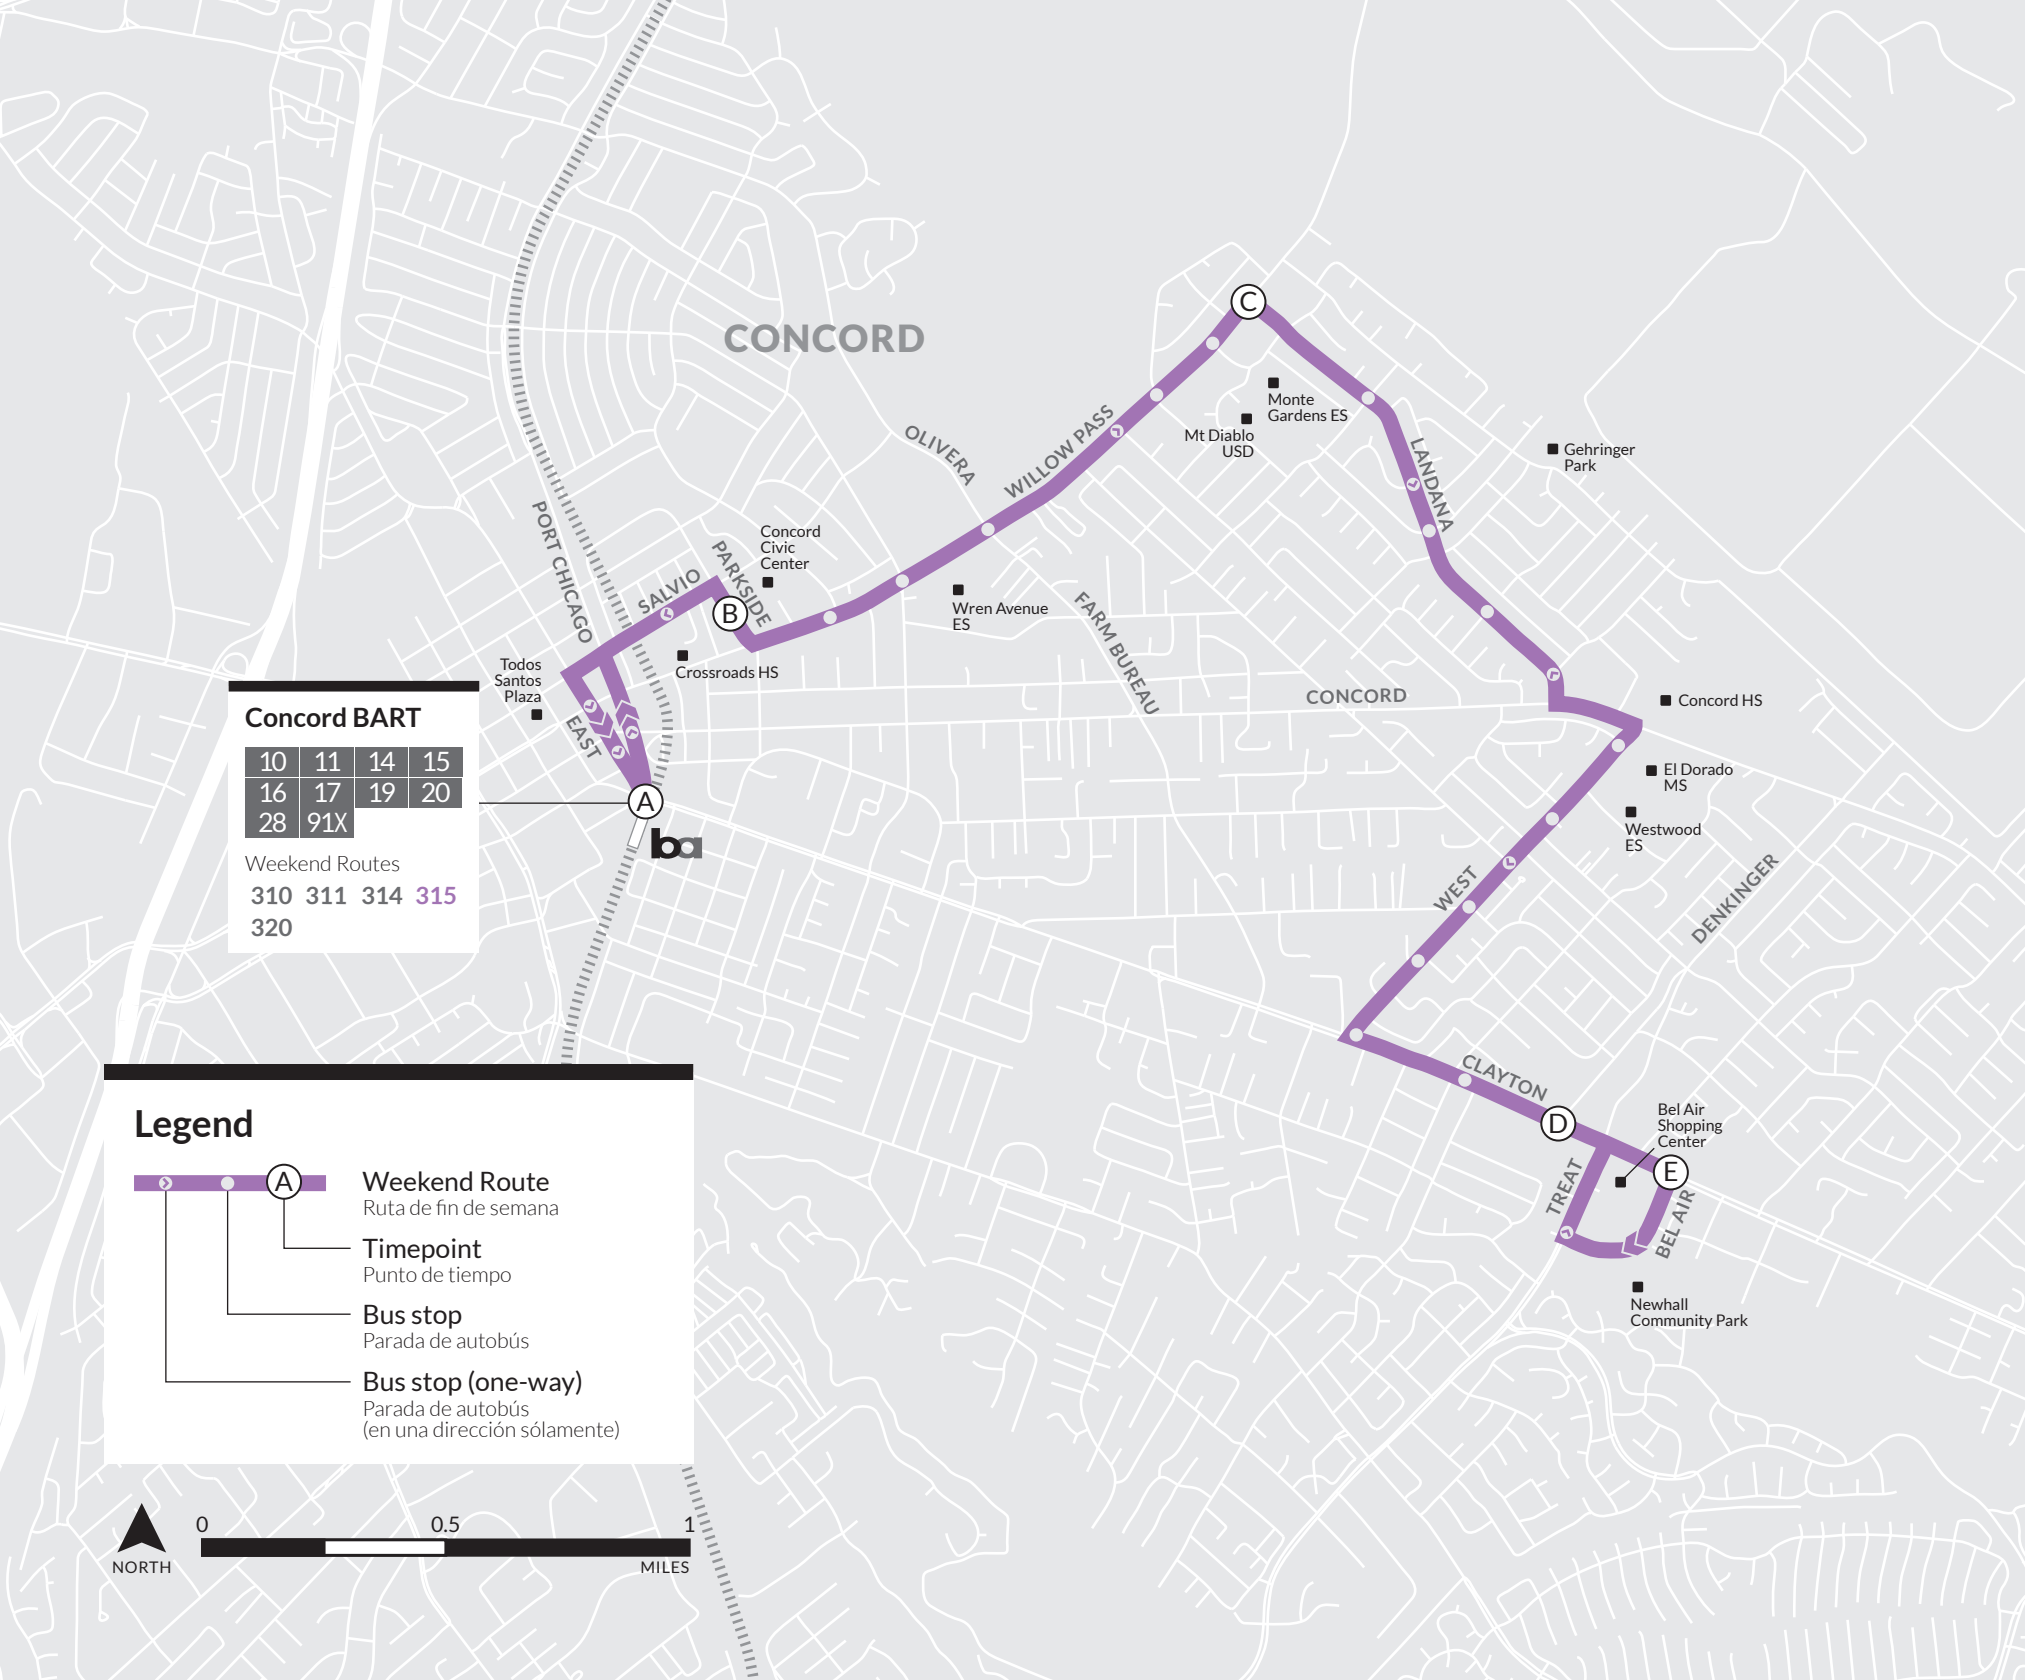 CONCORD
C
Monte
Gardens ES
Mt Diablo
USD
OLIVERA
WILLOW PASS
LANDANA
Gehringer
Park
PORT CHICAGO
SALVIO
PARKSIDE
Concord
Civic
Center
B
Wren Avenue
ES
FARM BUREAU
Todos
Santos
Plaza
Crossroads HS
EAST
CONCORD
Concord HS
El Dorado
MS
Westwood
ES
WEST
DENKINGER
A
ba
Concord BART
10 11 14 15
16 17 19 20
28 91X
Weekend Routes
310 311 314 315
320
CLAYTON
D
Bel Air
Shopping
Center
E
TREAT
BEL AIR
Newhall
Community Park
Legend
A
Weekend Route
Ruta de fin de semana
Timepoint
Punto de tiempo
Bus stop
Parada de autobús
Bus stop (one-way)
Parada de autobús
(en una dirección sólamente)
NORTH
0 0.5 1
MILES